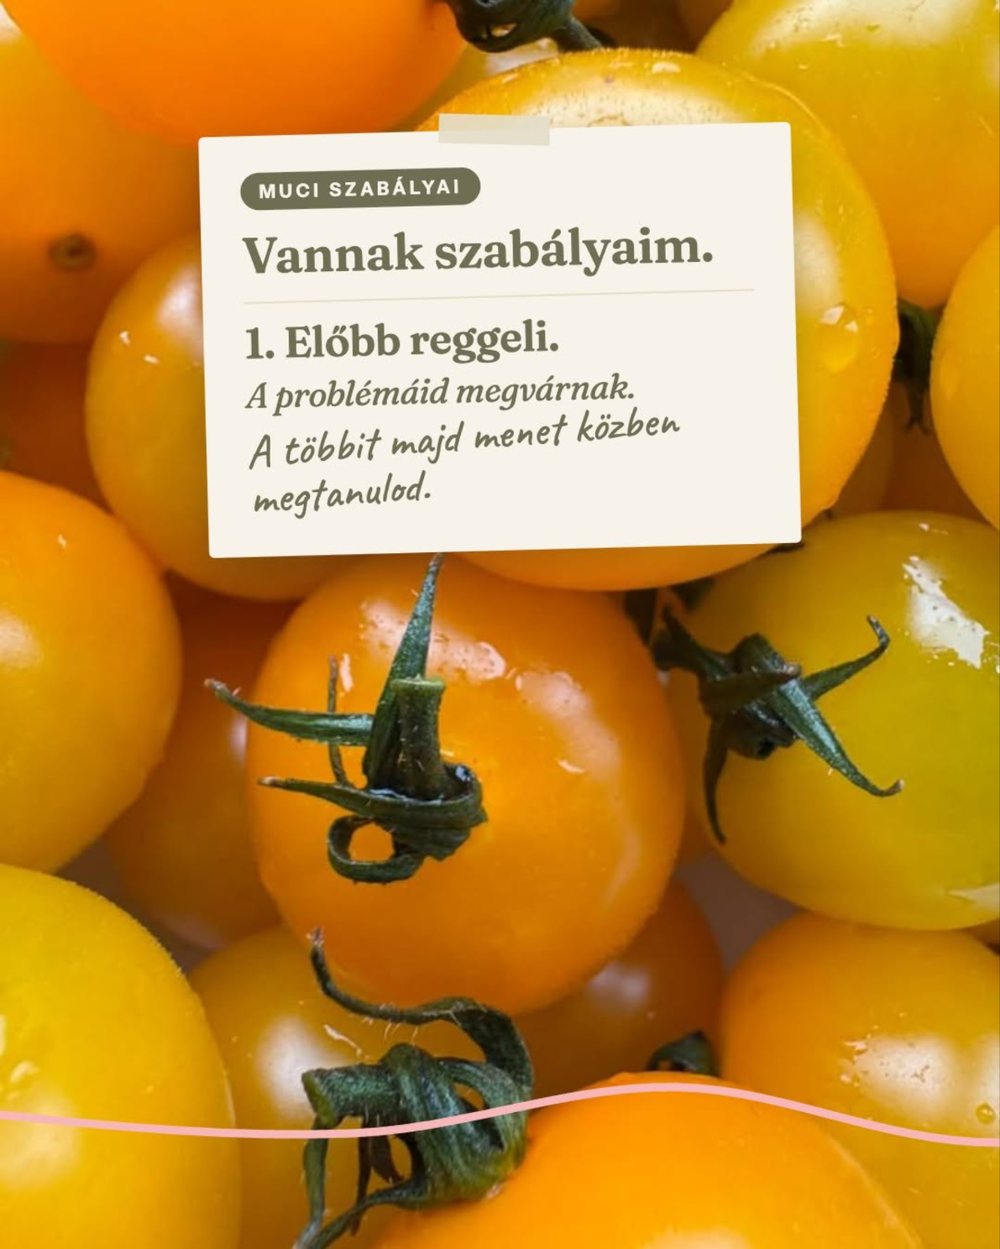 MUCI SZABÁLYAI
Vannak szabályaim.
1. Előbb reggeli.
A problémáid megvárnak.
A többit majd menet közben
megtanulod.